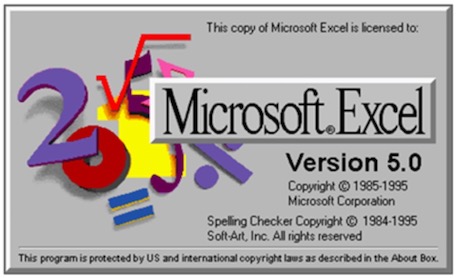 This copy of Microsoft Excel is licensed to:
Microsoft® Excel
Version 5.0
Copyright © 1985-1995
Microsoft Corporation
Spelling Checker Copyright © 1984-1995
Soft-Art, Inc. All rights reserved
This program is protected by US and international copyright laws as described in the About Box.